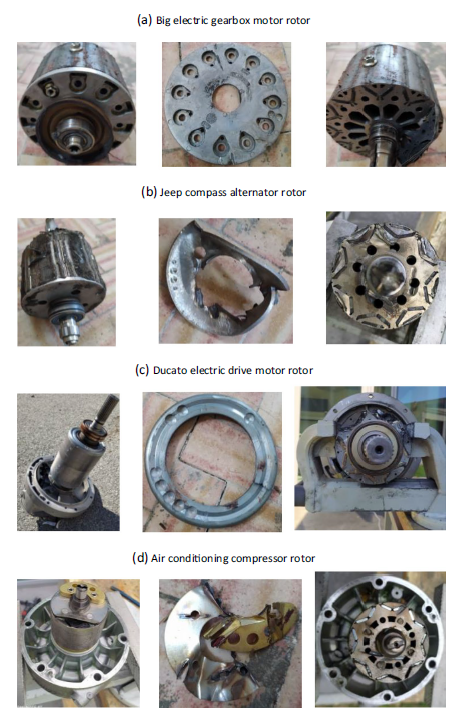 (a) Big electric gearbox motor rotor
(b) Jeep compass alternator rotor
(c) Ducato electric drive motor rotor
(d) Air conditioning compressor rotor